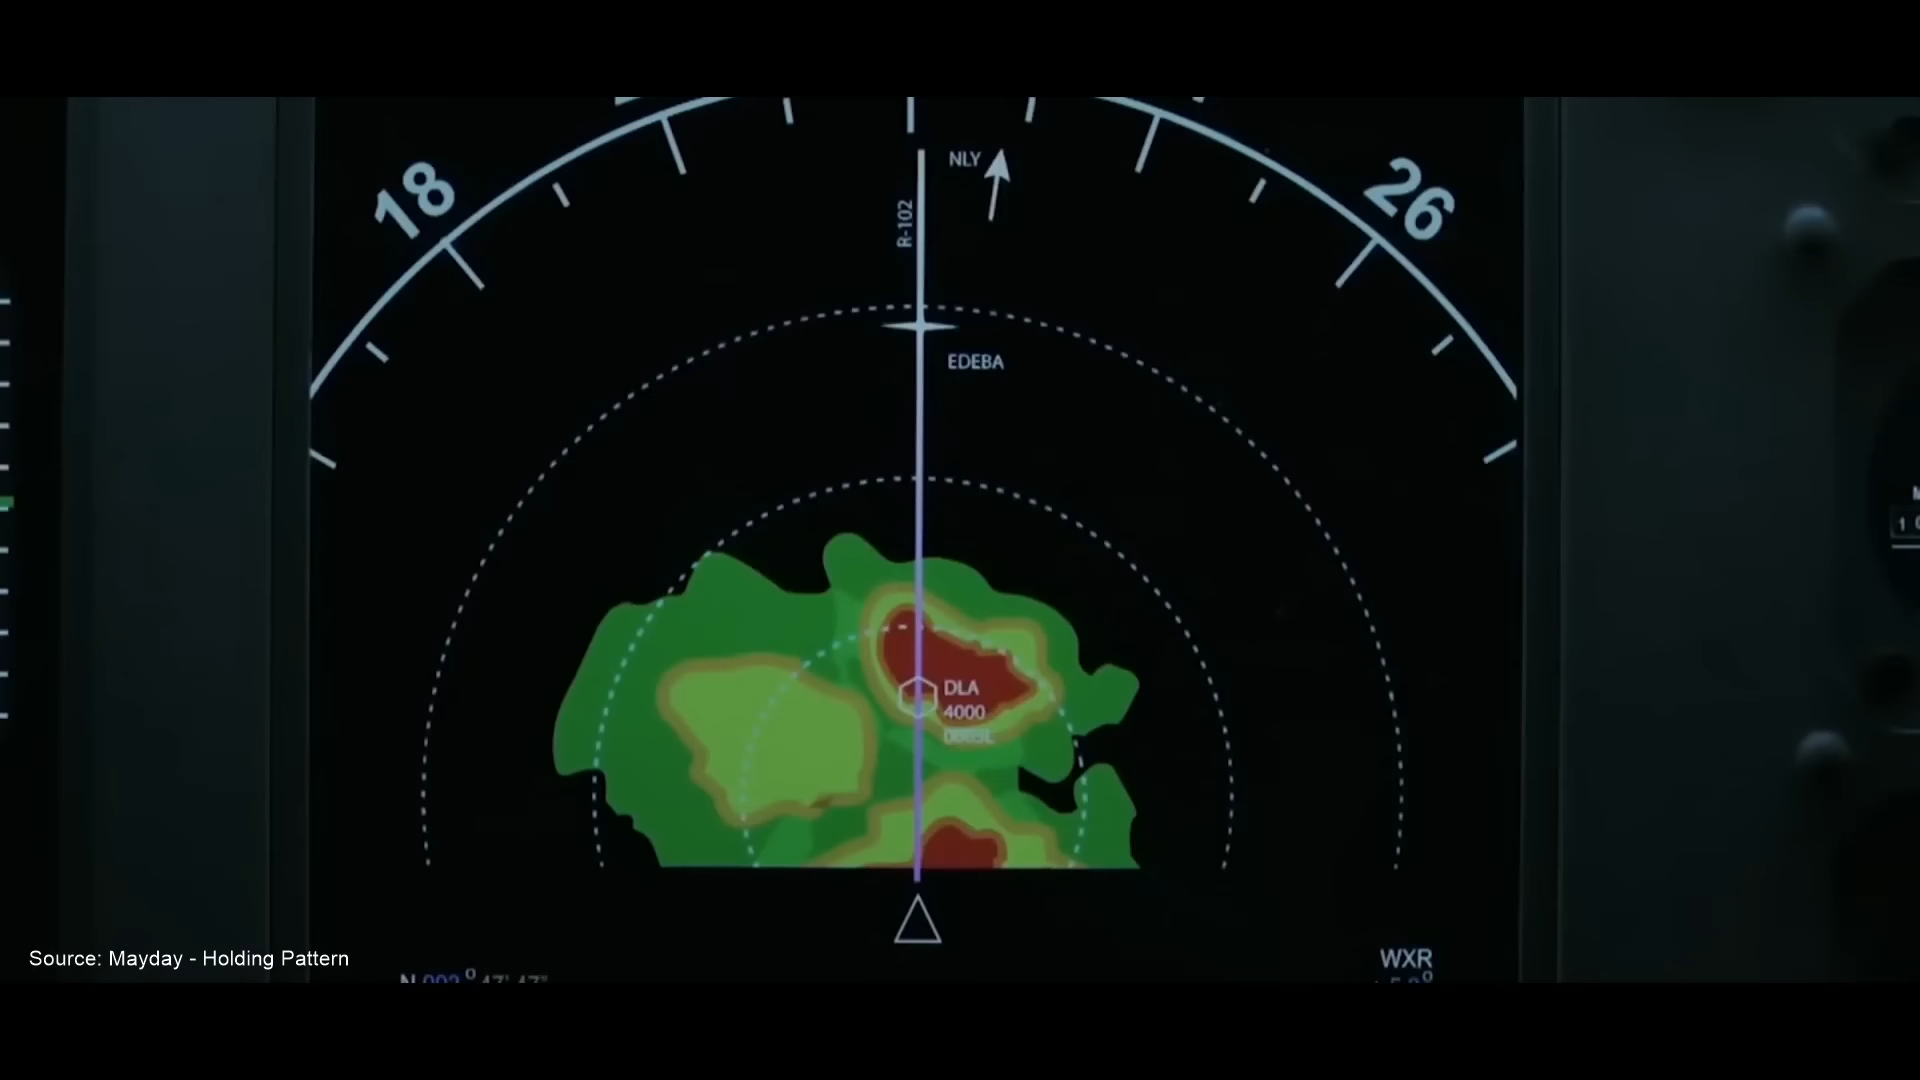 18
26
NLY
R-102
EDEBA
DLA
4000
Source: Mayday - Holding Pattern
WXR